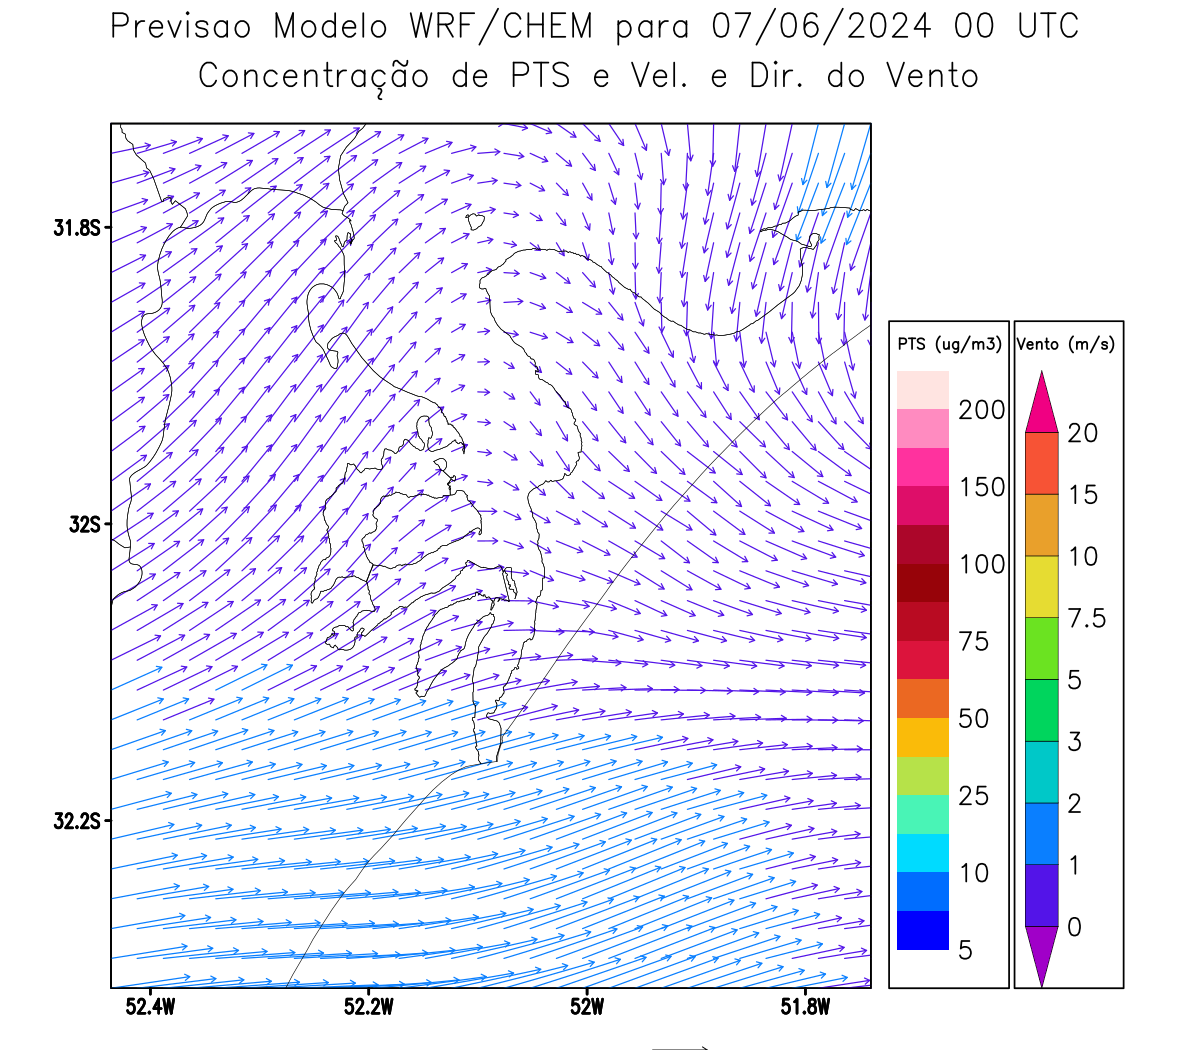 Previsao Modelo WRF/CHEM para 07/06/2024 00 UTC
Concentração de PTS e Vel. e Dir. do Vento
31.8S
32S
32.2S
52.4W 52.2W 52W 51.8W
PTS (ug/m3)
200
150
100
75
50
25
10
5
Vento (m/s)
20
15
10
7.5
5
3
2
1
0